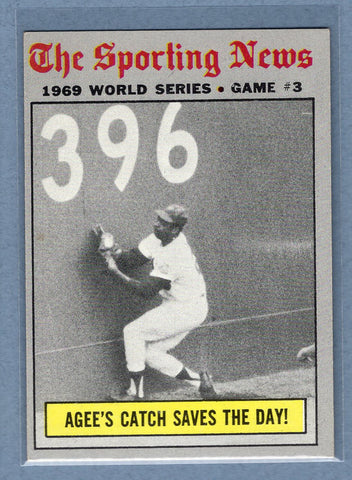 The Sporting News
1969 WORLD SERIES • GAME #3
396
AGEE'S CATCH SAVES THE DAY!